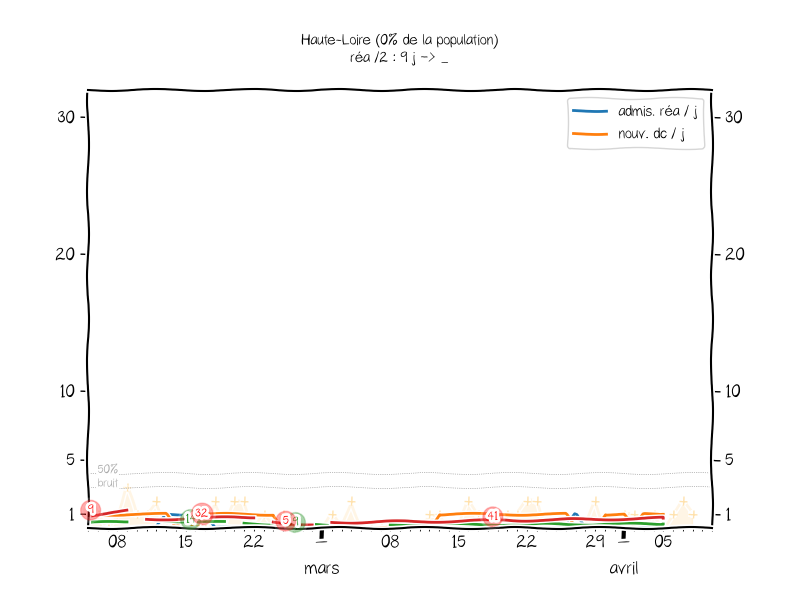 Haute-Loire (0% de la population)
réa /2 : 9 j -> _
admis. réa / j
nouv. dc / j
30 30
20 20
10 10
5 5
1 1
50%
bruit
9 32 5 9 41
08 15 22 08 15 22 29 05
mars avril